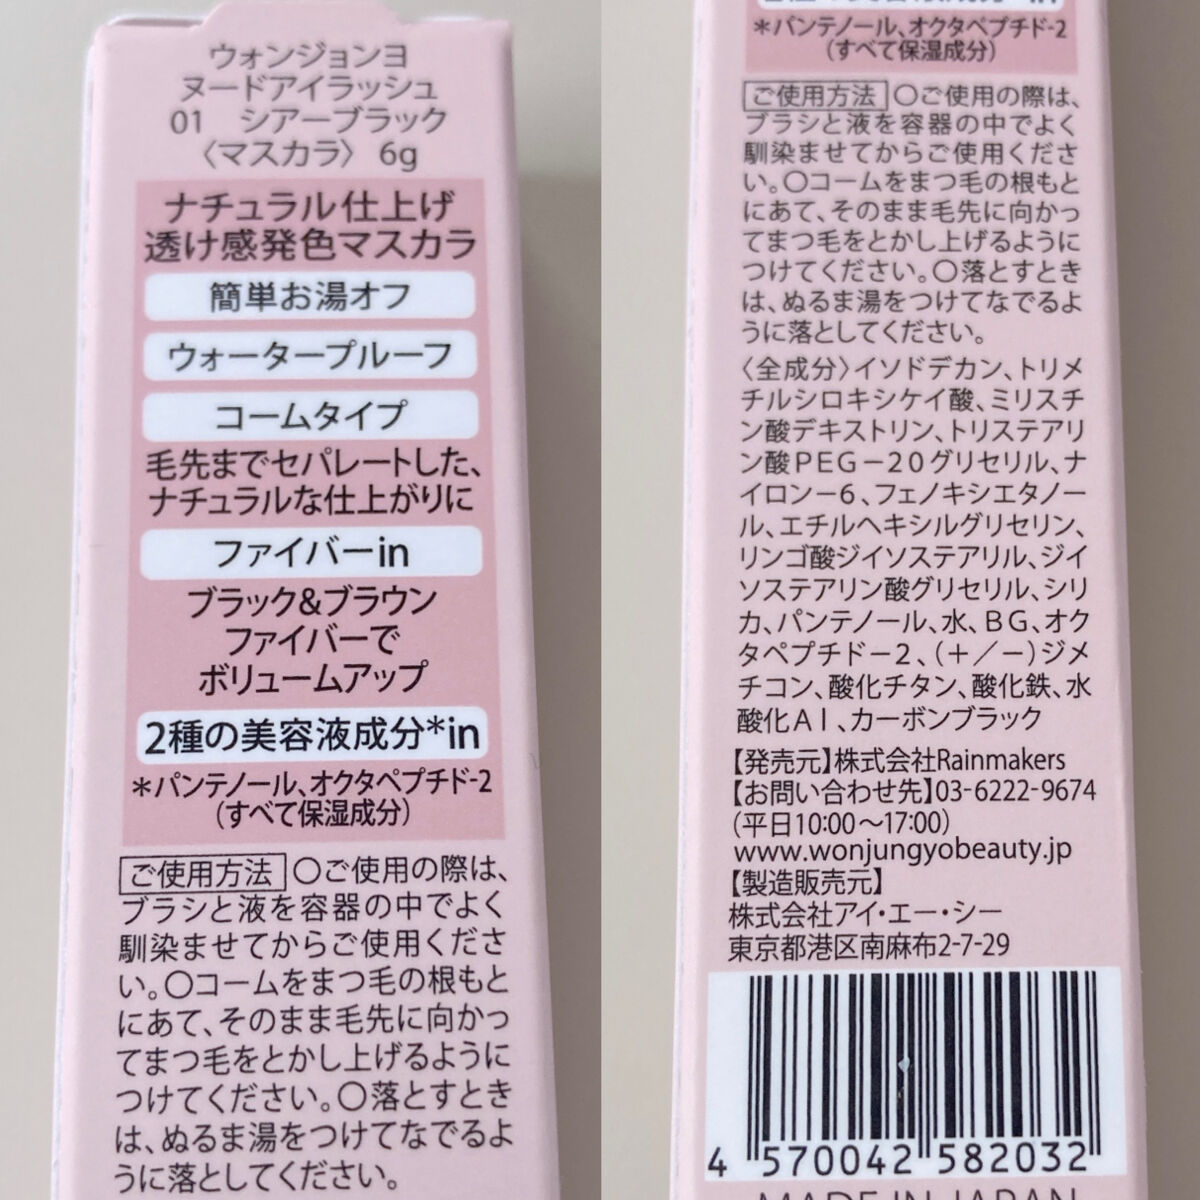 ウォンジョンヨ
ヌードアイラッシュ
01　シアーブラック
〈マスカラ〉 6g
ナチュラル仕上げ
透け感発色マスカラ
簡単お湯オフ
ウォータープルーフ
コームタイプ
毛先までセパレートした、
ナチュラルな仕上がりに
ファイバーin
ブラック&ブラウン
ファイバーで
ボリュームアップ
2種の美容液成分*in
*パンテノール、オクタペプチド-2
(すべて保湿成分)
ご使用方法 〇ご使用の際は、
ブラシと液を容器の中でよく
馴染ませてからご使用くださ
い。〇コームをまつ毛の根もと
にあて、そのまま毛先に向かっ
てまつ毛をとかし上げるように
つけてください。〇落とすとき
は、ぬるま湯をつけてなでるよ
うに落としてください。
2種の美容液成分*in
*パンテノール、オクタペプチド-2
(すべて保湿成分)
ご使用方法 〇ご使用の際は、
ブラシと液を容器の中でよく
馴染ませてからご使用くださ
い。〇コームをまつ毛の根もと
にあて、そのまま毛先に向かっ
てまつ毛をとかし上げるように
つけてください。〇落とすとき
は、ぬるま湯をつけてなでるよ
うに落としてください。
〈全成分〉イソドデカン、トリメ
チルシロキシケイ酸、ミリスチ
ン酸デキストリン、トリステアリ
ン酸PEG－20グリセリル、ナ
イロン－6、フェノキシエタノー
ル、エチルヘキシルグリセリン、
リンゴ酸ジイソステアリル、ジイ
ソステアリン酸グリセリル、シリ
カ、パンテノール、水、BG、オク
タペプチド－2、(＋／－)ジメ
チコン、酸化チタン、酸化鉄、水
酸化Al、カーボンブラック
【発売元】株式会社Rainmakers
【お問い合わせ先】03-6222-9674
(平日10:00～17:00)
www.wonjungyobeauty.jp
【製造販売元】
株式会社アイ・エー・シー
東京都港区南麻布2-7-29
4 570042 582032
MADE IN JAPAN